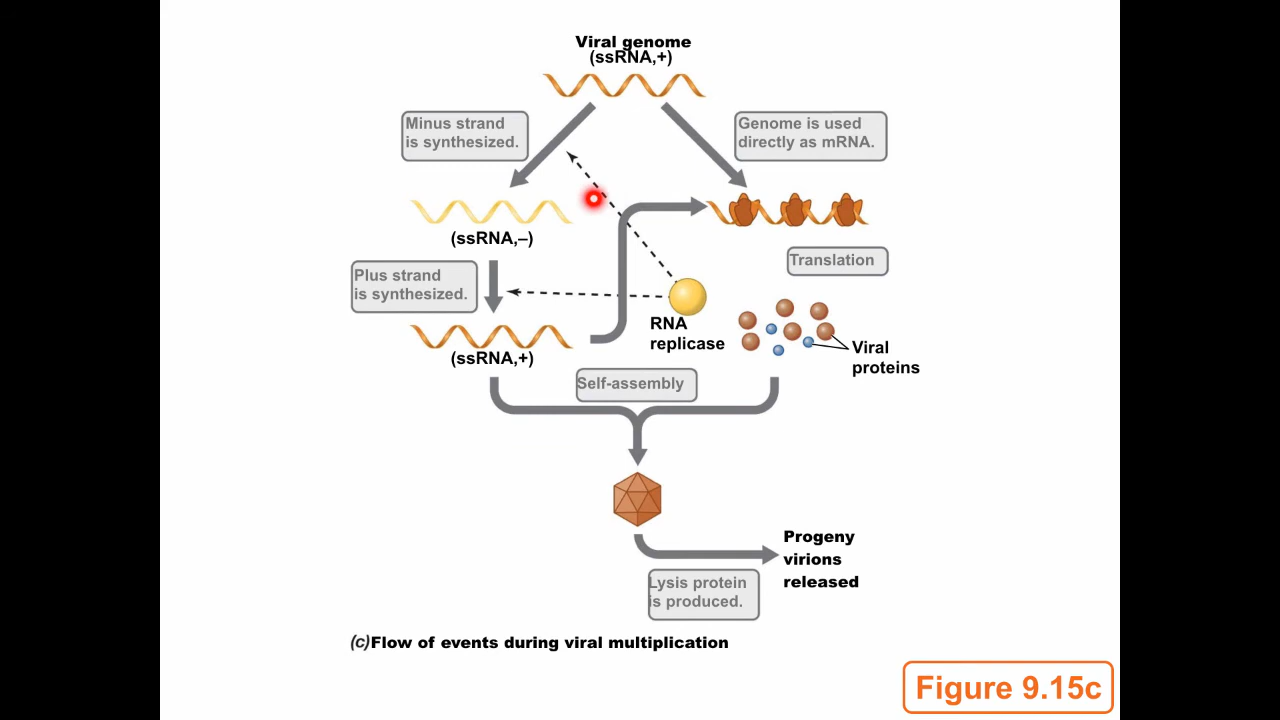 Viral genome
(ssRNA,+)
Minus strand
is synthesized.
Genome is used
directly as mRNA.
(ssRNA,–)
Translation
Plus strand
is synthesized.
RNA
replicase
(ssRNA,+)
Viral
proteins
Self-assembly
Progeny
virions
released
Lysis protein
is produced.
(c)Flow of events during viral multiplication
Figure 9.15c